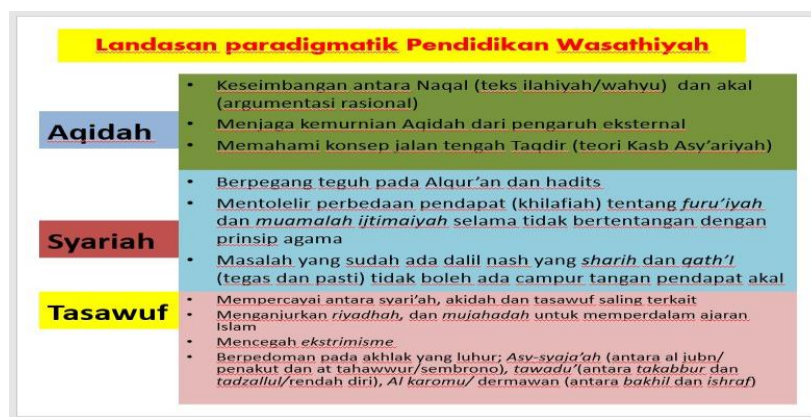 Landasan paradigmatik Pendidikan Wasathiyah
Aqidah
• Keseimbangan antara Naqal (teks ilahiyah/wahyu) dan akal
(argumentasi rasional)
• Menjaga kemurnian Aqidah dari pengaruh eksternal
• Memahami konsep jalan tengah Taqdir (teori Kasb Asy’ariyah)
Syariah
• Berpegang teguh pada Alqur’an dan hadits
• Mentolelir perbedaan pendapat (khilafiah) tentang furu’iyah
dan muamalah ijtimaiyah selama tidak bertentangan dengan
prinsip agama
• Masalah yang sudah ada dalil nash yang sharih dan qath’I
(tegas dan pasti) tidak boleh ada campur tangan pendapat akal
Tasawuf
• Mempercayai antara syari’ah, akidah dan tasawuf saling terkait
• Menganjurkan riyadhah, dan mujahadah untuk memperdalam ajaran
Islam
• Mencegah ekstrimisme
• Berpedoman pada akhlak yang luhur; Asy-syaja’ah (antara al jubn/
penakut dan at tahawwur/sembrono), tawadu’(antara takabbur dan
tadzallul/rendah diri), Al karomu/ dermawan (antara bakhil dan ishraf)